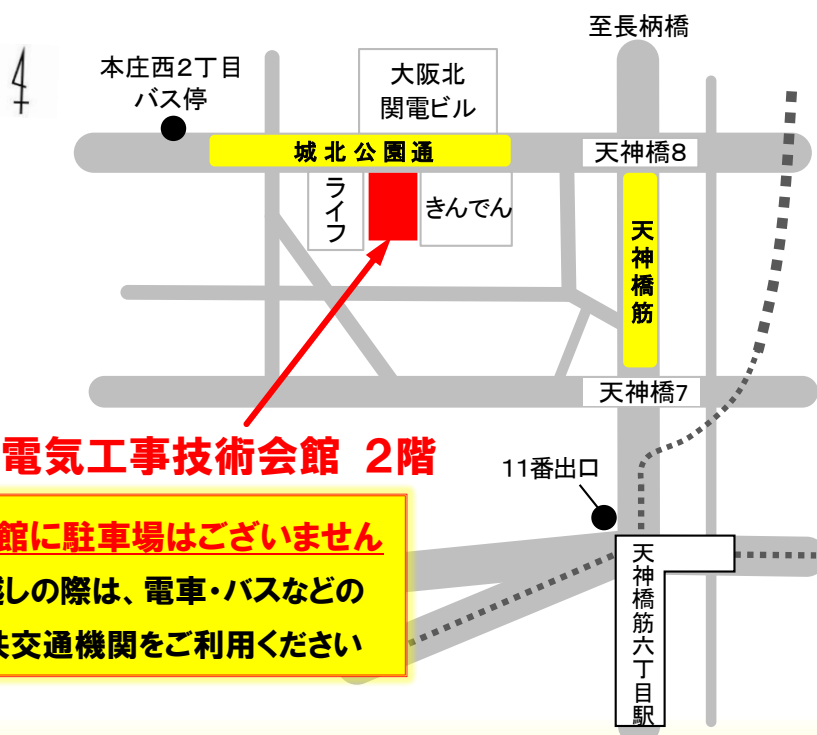 至長柄橋
本庄西2丁目
バス停
大阪北
関電ビル
城北公園通
天神橋8
ライフ
きんでん
天神橋筋
天神橋7
電気工事技術会館 2階
11番出口
館に駐車場はございません
越しの際は、電車・バスなどの
共交通機関をご利用ください
天神橋筋六丁目駅